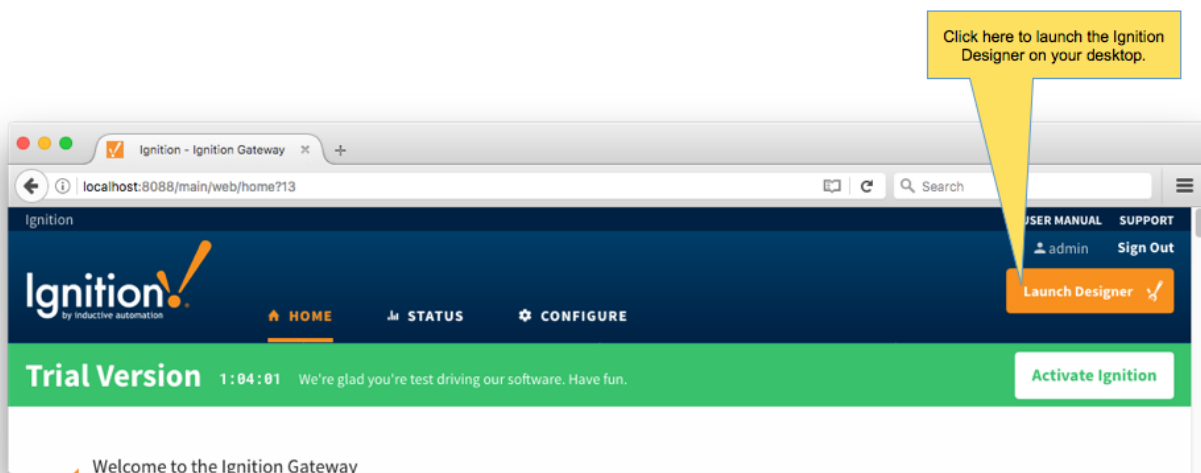 Click here to launch the Ignition
Designer on your desktop.
Ignition - Ignition Gateway
localhost:8088/main/web/home?13
Search
Ignition
USER MANUAL SUPPORT
admin Sign Out
Ignition!
by inductive automation
Launch Designer
HOME STATUS CONFIGURE
Trial Version 1:04:01 We're glad you're test driving our software. Have fun.
Activate Ignition
Welcome to the Ignition Gateway